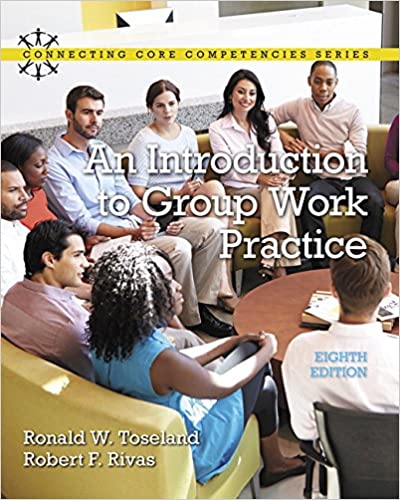 CONNECTING CORE COMPETENCIES SERIES
An Introduction
to Group Work
Practice
EIGHTH
EDITION
Ronald W. Toseland
Robert F. Rivas